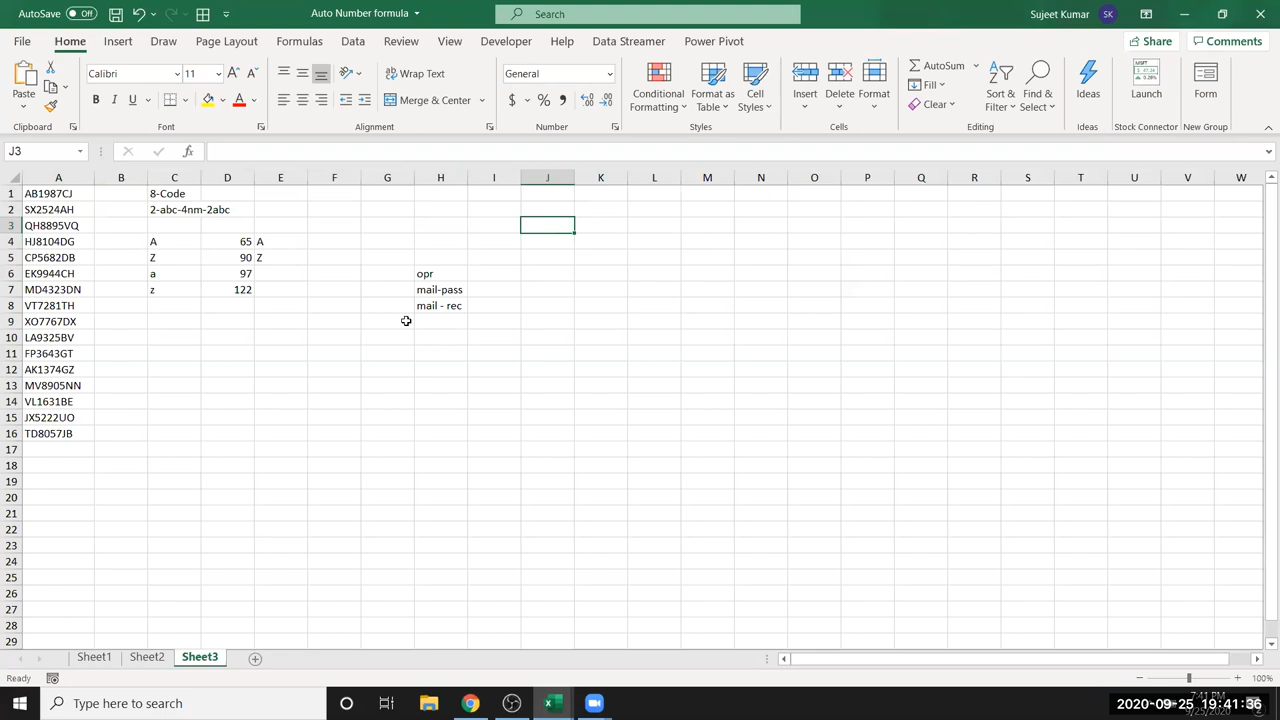 AutoSave Off Auto Number formula Search Sujeet Kumar SK
File Home Insert Draw Page Layout Formulas Data Review View Developer Help Data Streamer Power Pivot Share Comments
Paste Calibri 11 Wrap Text General Conditional Formatting Format as Table Cell Styles Insert Delete Format AutoSum Fill Clear Sort & Filter Find & Select Ideas Launch Form
B I U Merge & Center $ % 9
Clipboard Font Alignment Number Styles Cells Editing Ideas Stock Connector New Group
J3 fx
A B C D E F G H I J K L M N O P Q R S T U V W
1 AB1987CJ 8-Code
2 SX2524AH 2-abc-4nm-2abc
3 QH8895VQ
4 HJ8104DG A 65 A
5 CP5682DB Z 90 Z
6 EK9944CH a 97 opr
7 MD4323DN z 122 mail-pass
8 VT7281TH mail - rec
9 XO7767DX
10 LA9325BV
11 FP3643GT
12 AK1374GZ
13 MV8905NN
14 VL1631BE
15 JX5222UO
16 TD8057JB
17
18
19
20
21
22
23
24
25
26
27
28
29
Sheet1 Sheet2 Sheet3
Ready 100%
Type here to search 2020-09-25 19:41:36